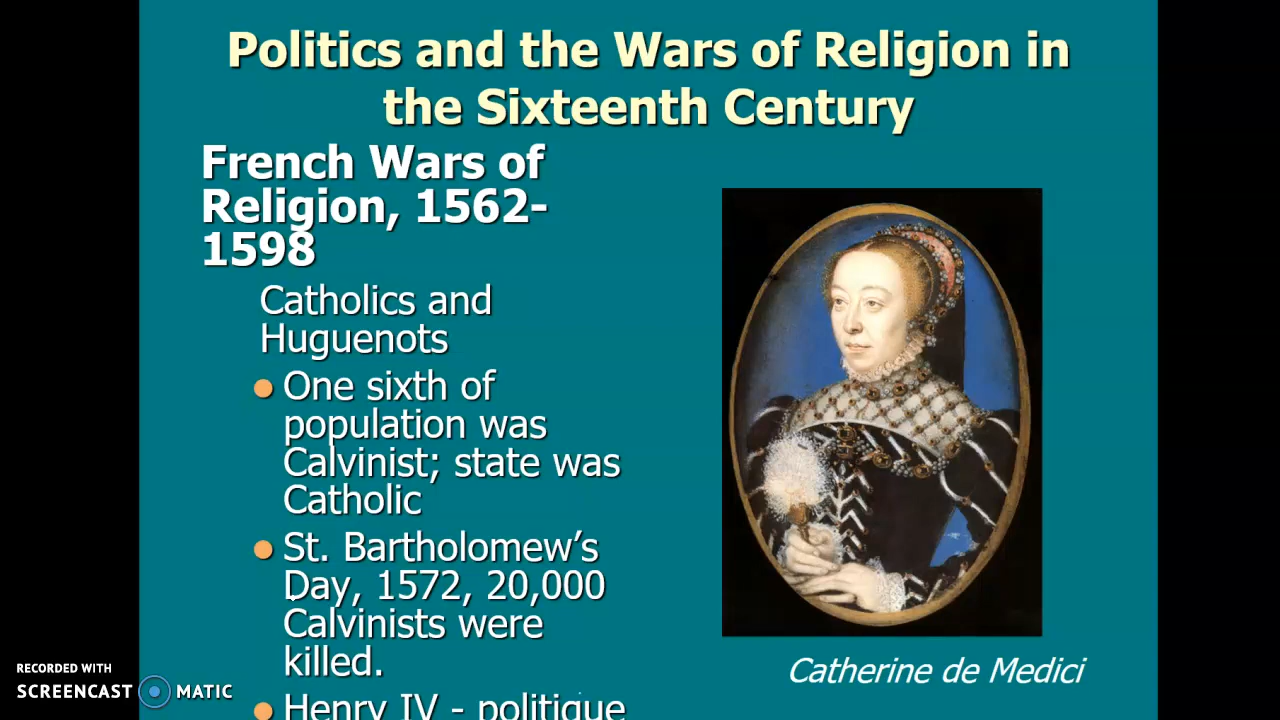 Politics and the Wars of Religion in
the Sixteenth Century
French Wars of
Religion, 1562-
1598
Catholics and
Huguenots
One sixth of
population was
Calvinist; state was
Catholic
St. Bartholomew’s
Day, 1572, 20,000
Calvinists were
killed.
Henry IV - politique
Catherine de Medici
RECORDED WITH
SCREENCAST MATIC